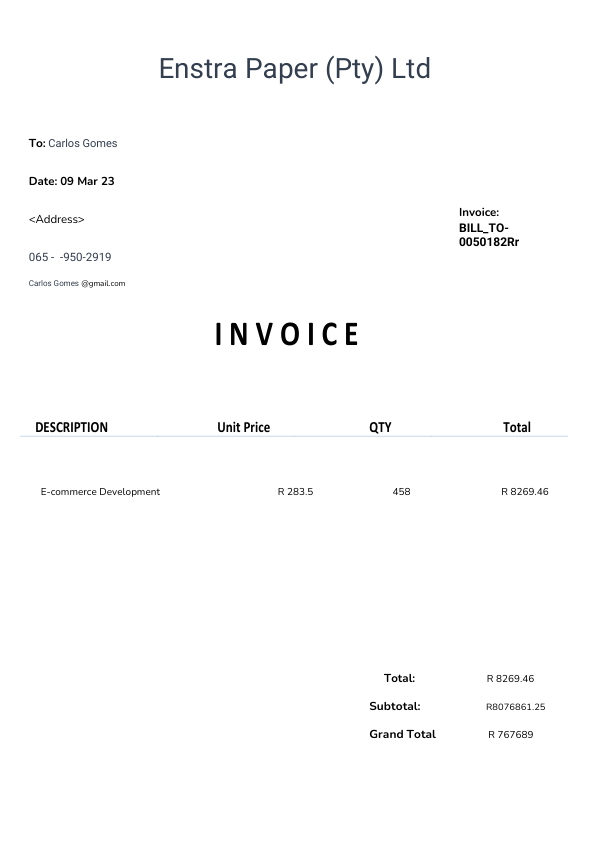 Enstra Paper (Pty) Ltd
To: Carlos Gomes
Date: 09 Mar 23
<Address>
Invoice:
BILL_TO-
0050182Rr
065 -  -950-2919
Carlos Gomes @gmail.com
INVOICE
DESCRIPTION Unit Price QTY Total
E-commerce Development R 283.5 458 R 8269.46
Total: R 8269.46
Subtotal: R8076861.25
Grand Total R 767689